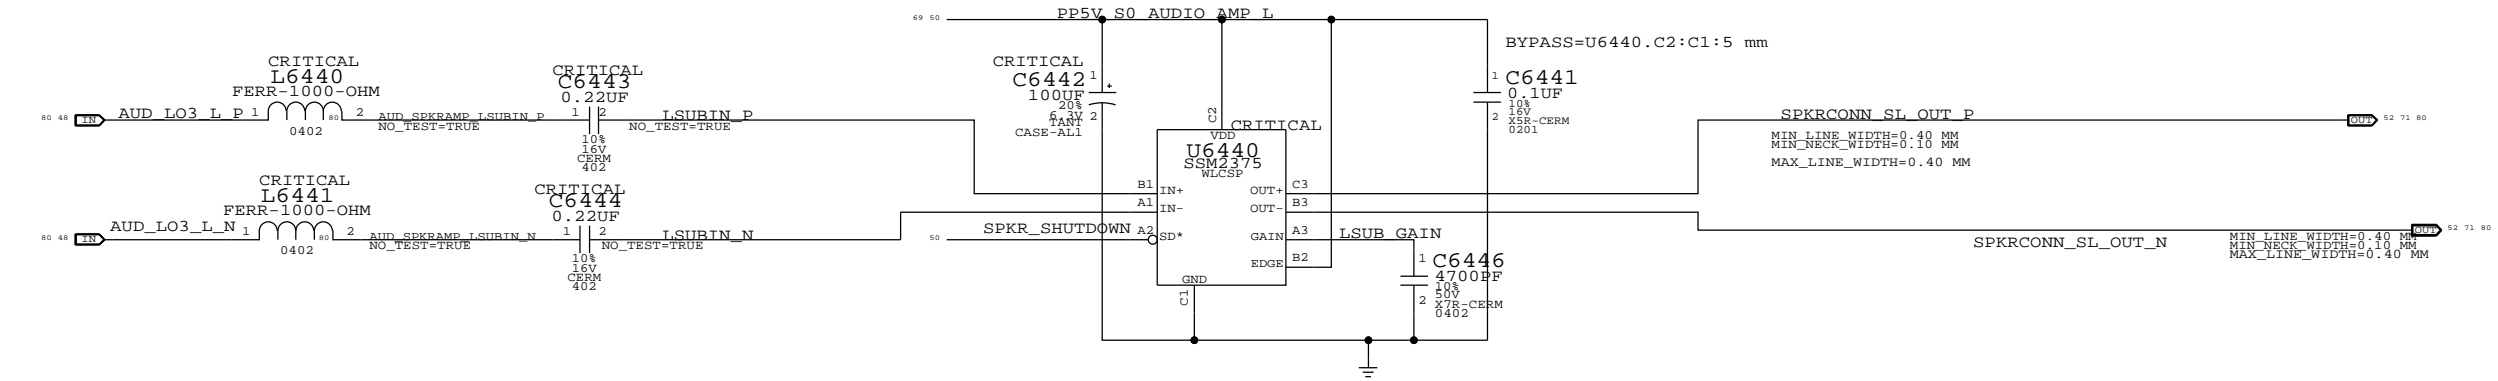 69 50
PP5V_S0_AUDIO_AMP_L
BYPASS=U6440.C2:C1:5 mm
CRITICAL
L6440
FERR-1000-OHM
80 48
IN
AUD_LO3_L_P
1
2
80
0402
AUD_SPKRAMP_LSUBIN_P
NO_TEST=TRUE
CRITICAL
C6443
0.22UF
1
2
10%
16V
CERM
402
LSUBIN_P
NO_TEST=TRUE
CRITICAL
C6442
100UF
20%
6.3V
TANT
CASE-AL1
1
+
2
C6441
0.1UF
10%
16V
X5R-CERM
0201
1
2
C2
VDD
CRITICAL
U6440
SSM2375
WLCSP
B1
IN+
A1
IN-
A2
SD*
C1
GND
OUT+
C3
OUT-
B3
GAIN
A3
EDGE
B2
SPKRCONN_SL_OUT_P
MIN_LINE_WIDTH=0.40 MM
MIN_NECK_WIDTH=0.10 MM
MAX_LINE_WIDTH=0.40 MM
OUT
52 71 80
CRITICAL
L6441
FERR-1000-OHM
80 48
IN
AUD_LO3_L_N
1
2
80
0402
AUD_SPKRAMP_LSUBIN_N
NO_TEST=TRUE
CRITICAL
C6444
0.22UF
1
2
10%
16V
CERM
402
LSUBIN_N
NO_TEST=TRUE
50
SPKR_SHUTDOWN
LSUB_GAIN
C6446
4700PF
10%
50V
X7R-CERM
0402
1
2
SPKRCONN_SL_OUT_N
MIN_LINE_WIDTH=0.40 MM
MIN_NECK_WIDTH=0.10 MM
MAX_LINE_WIDTH=0.40 MM
OUT
52 71 80